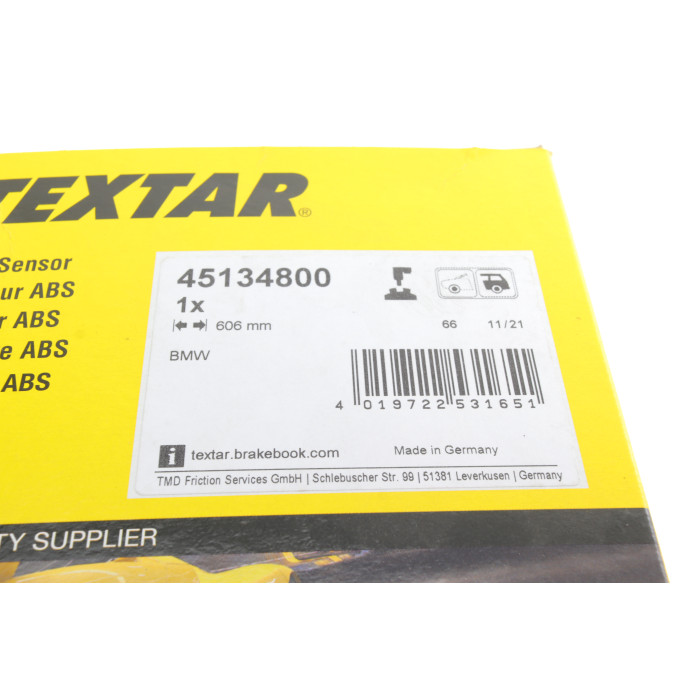 TEXTAR®
Sensor
ur ABS
r ABS
e ABS
ABS
45134800
1x
606 mm
66 11/21
BMW
4 019722 531651
i textar.brakebook.com
Made in Germany
TMD Friction Services GmbH | Schlebuscher Str. 99 | 51381 Leverkusen | Germany
TY SUPPLIER